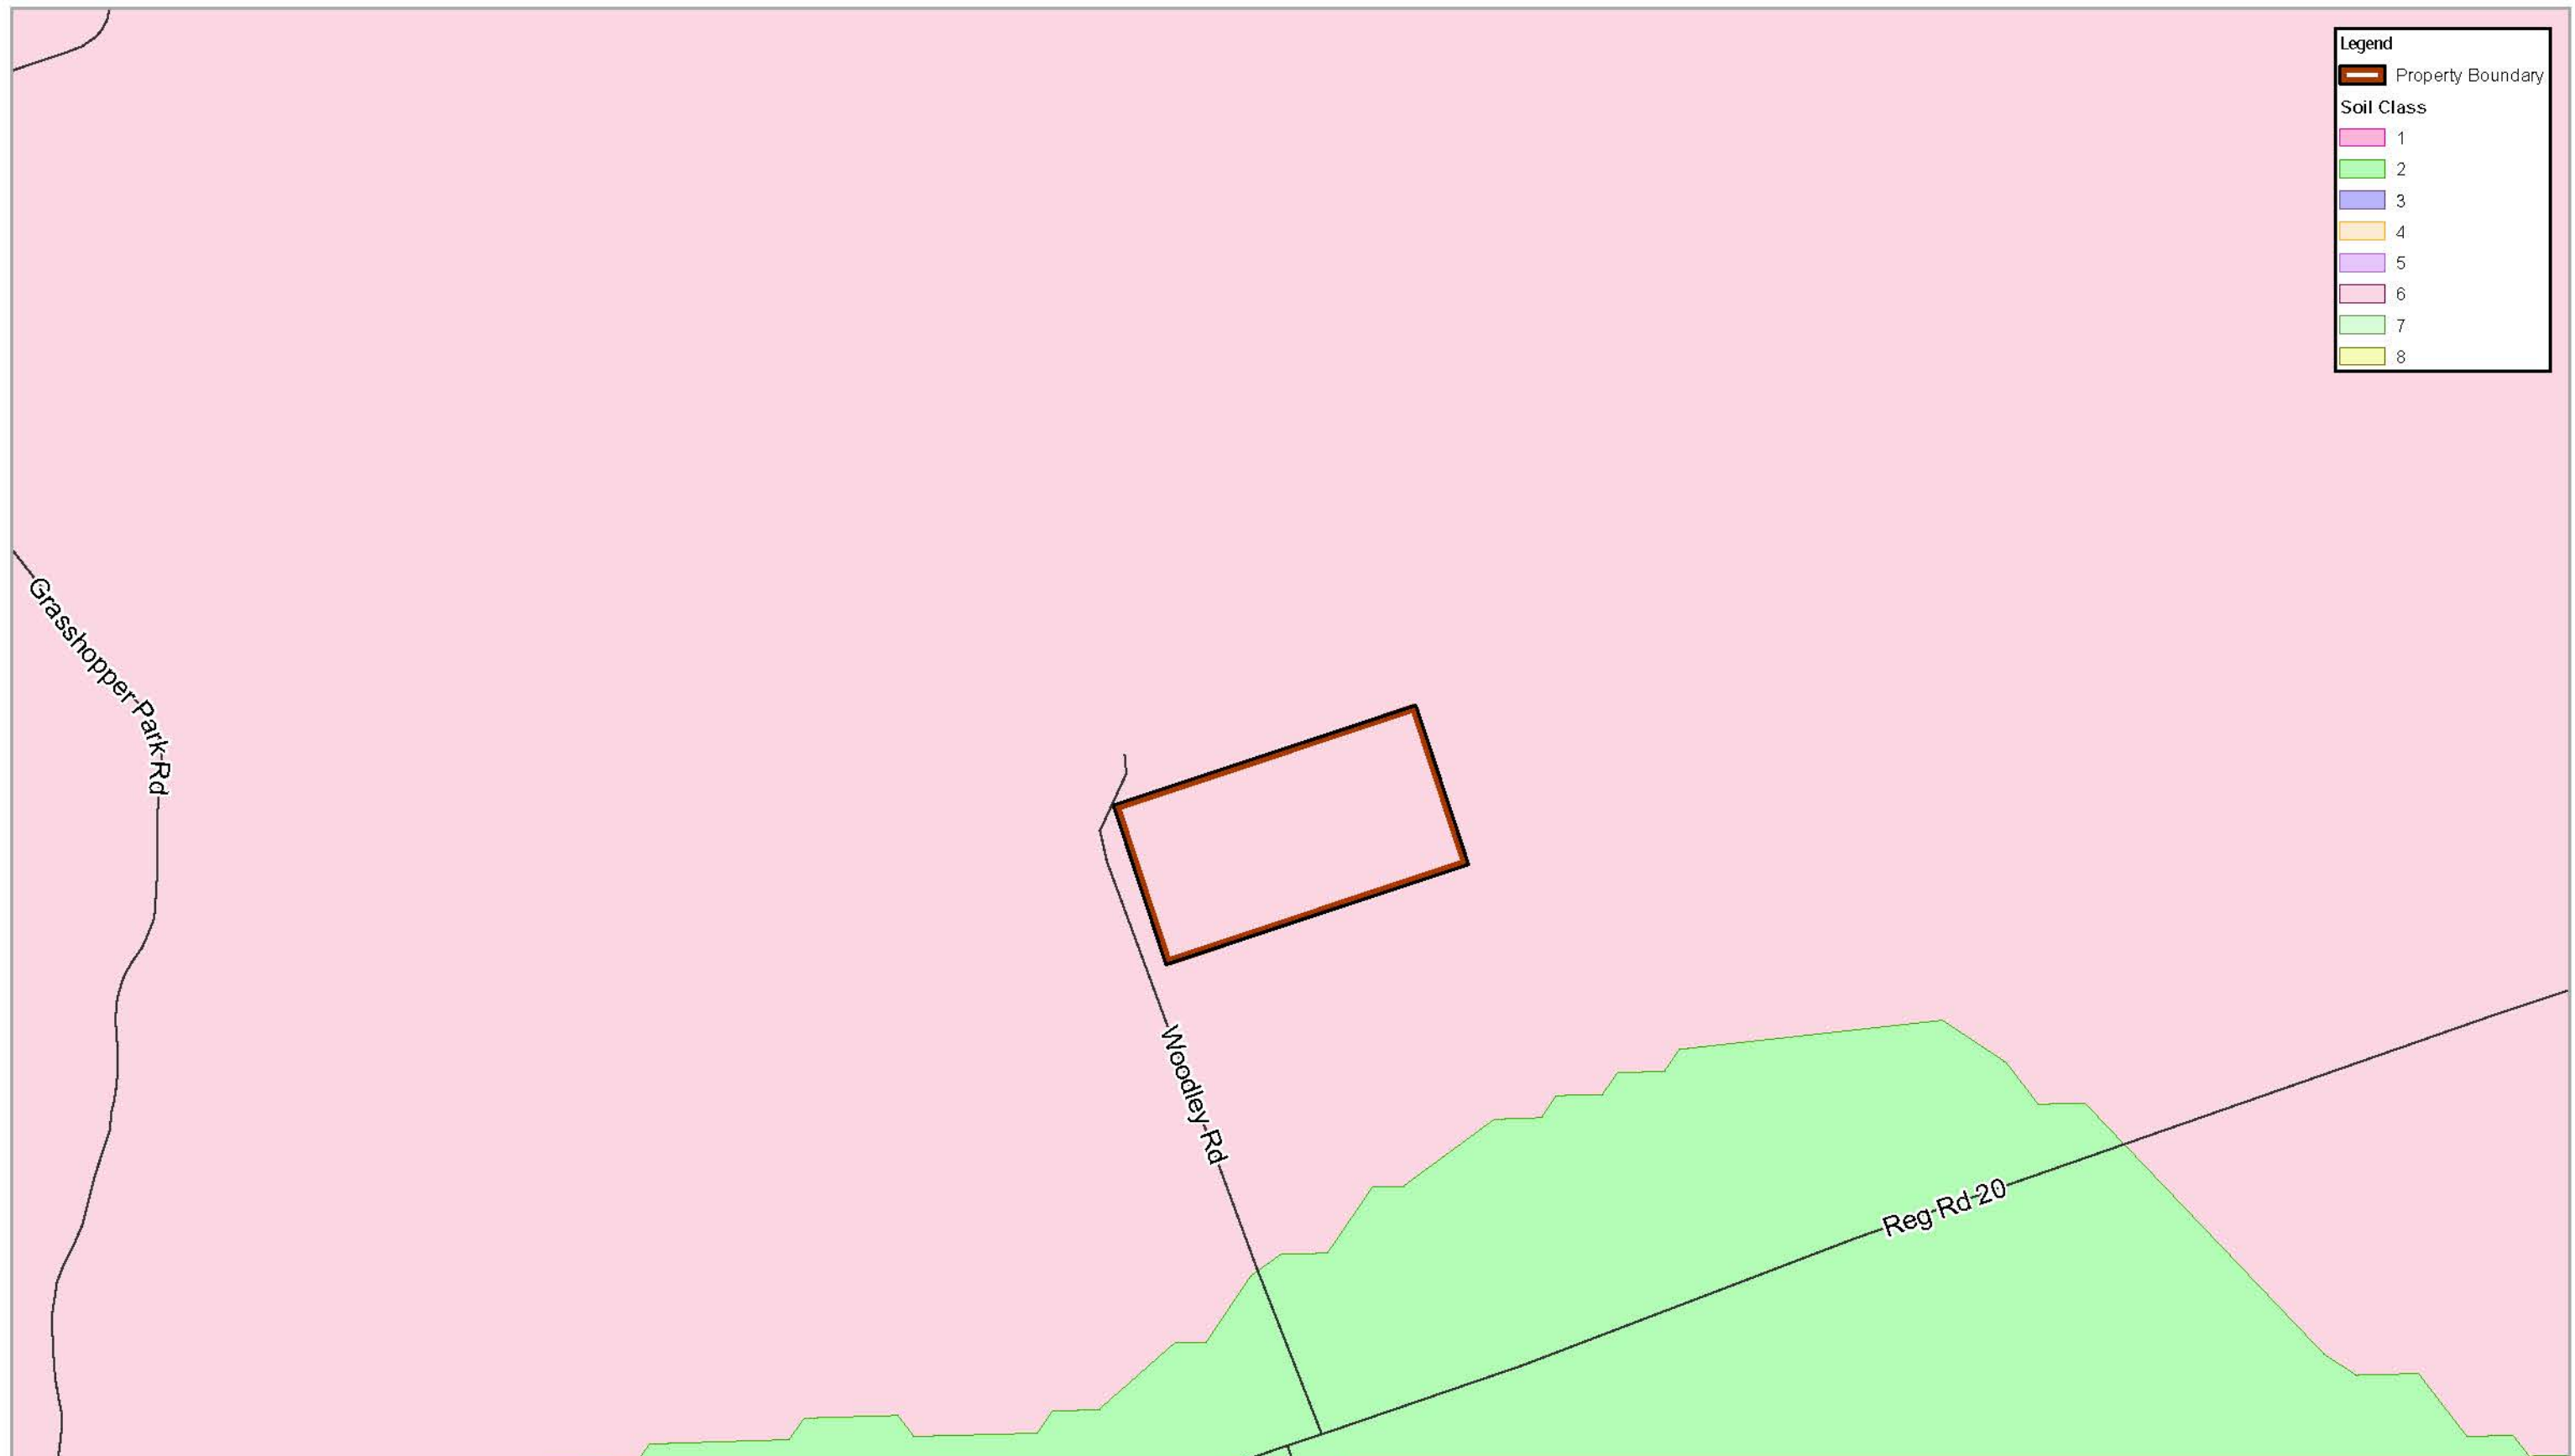 Legend
Property Boundary
Soil Class
1
2
3
4
5
6
7
8
Grasshopper-Park-Rd
Woodley-Rd
Reg-Rd-20